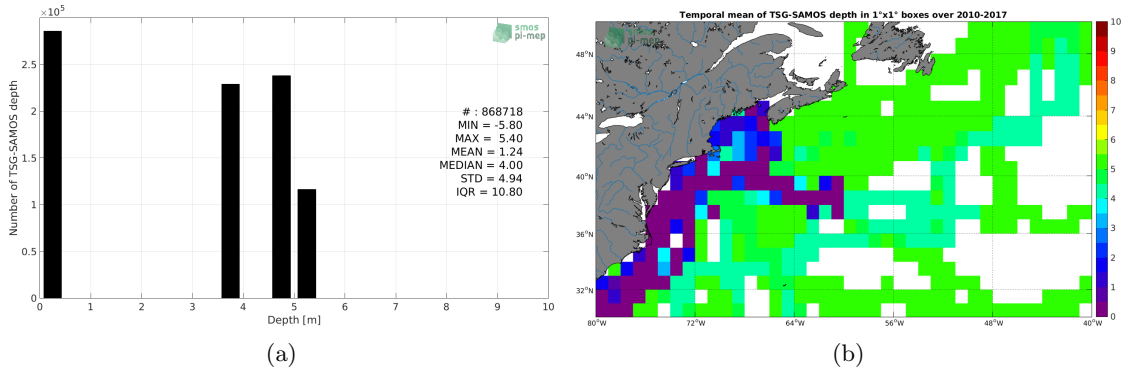 ×10⁵
2.5
2
1.5
1
0.5
0
Number of TSG-SAMOS depth
0 1 2 3 4 5 6 7 8 9 10
Depth [m]
smos
pi-mep
# : 868718
MIN = -5.80
MAX = 5.40
MEAN = 1.24
MEDIAN = 4.00
STD = 4.94
IQR = 10.80
(a)
Temporal mean of TSG-SAMOS depth in 1°x1° boxes over 2010-2017
smos
pi-mep
48°N
44°N
40°N
36°N
32°N
80°W 72°W 64°W 56°W 48°W 40°W
10
9
8
7
6
5
4
3
2
1
0
(b)